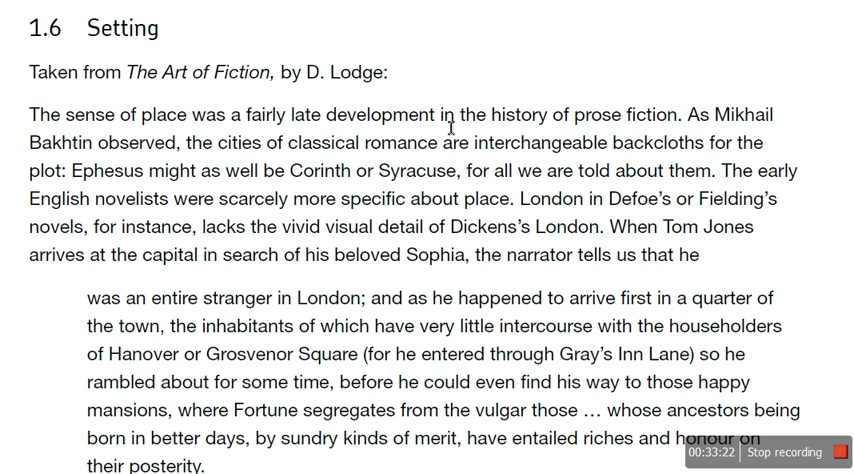 1.6 Setting
Taken from The Art of Fiction, by D. Lodge:
The sense of place was a fairly late development in the history of prose fiction. As Mikhail
Bakhtin observed, the cities of classical romance are interchangeable backcloths for the
plot: Ephesus might as well be Corinth or Syracuse, for all we are told about them. The early
English novelists were scarcely more specific about place. London in Defoe’s or Fielding’s
novels, for instance, lacks the vivid visual detail of Dickens’s London. When Tom Jones
arrives at the capital in search of his beloved Sophia, the narrator tells us that he
was an entire stranger in London; and as he happened to arrive first in a quarter of
the town, the inhabitants of which have very little intercourse with the householders
of Hanover or Grosvenor Square (for he entered through Gray’s Inn Lane) so he
rambled about for some time, before he could even find his way to those happy
mansions, where Fortune segregates from the vulgar those … whose ancestors being
born in better days, by sundry kinds of merit, have entailed riches and honour on
their posterity.
00:33:22 Stop recording